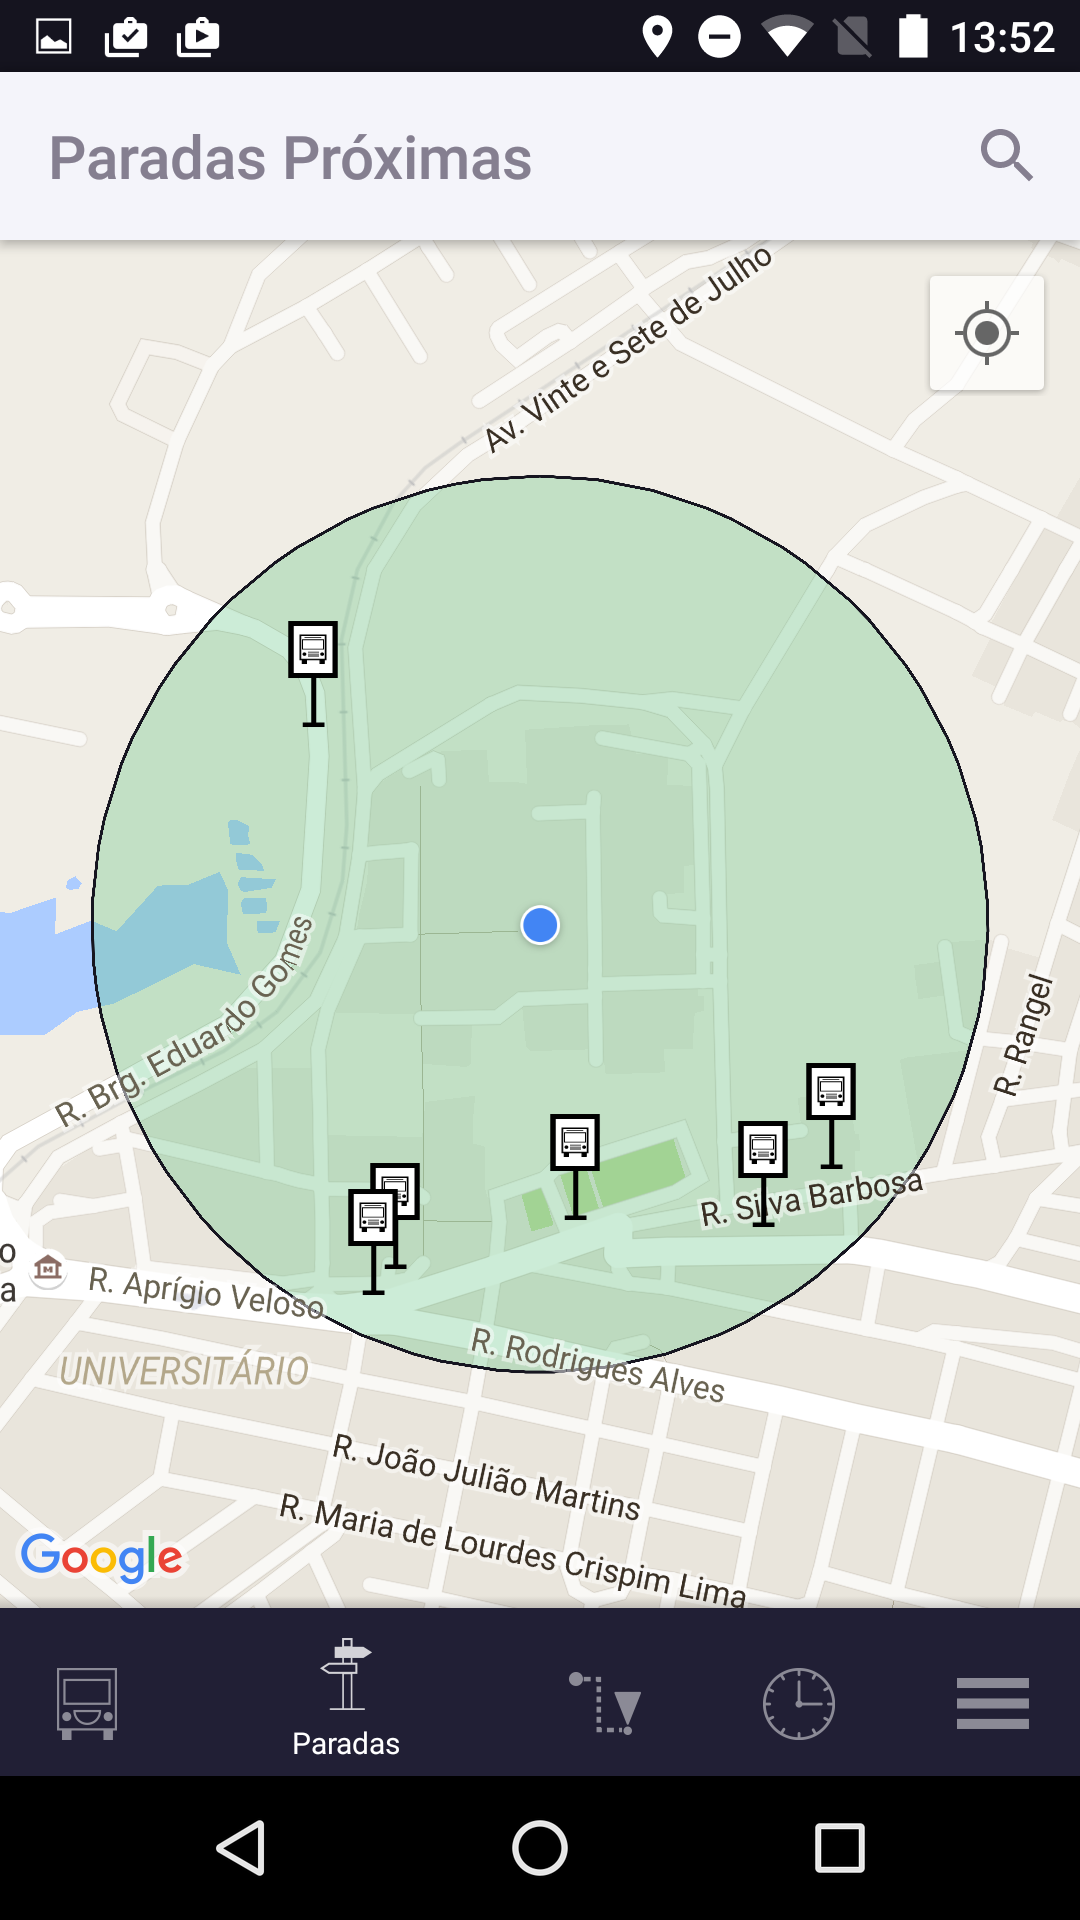 13:52
Paradas Próximas
Av. Vinte e Sete de Julho
R. Brg. Eduardo Gomes
R. Rangel
R. Silva Barbosa
o
a
R. Aprígio Veloso
R. Rodrigues Alves
UNIVERSITÁRIO
R. João Julião Martins
R. Maria de Lourdes Crispim Lima
Google
Paradas